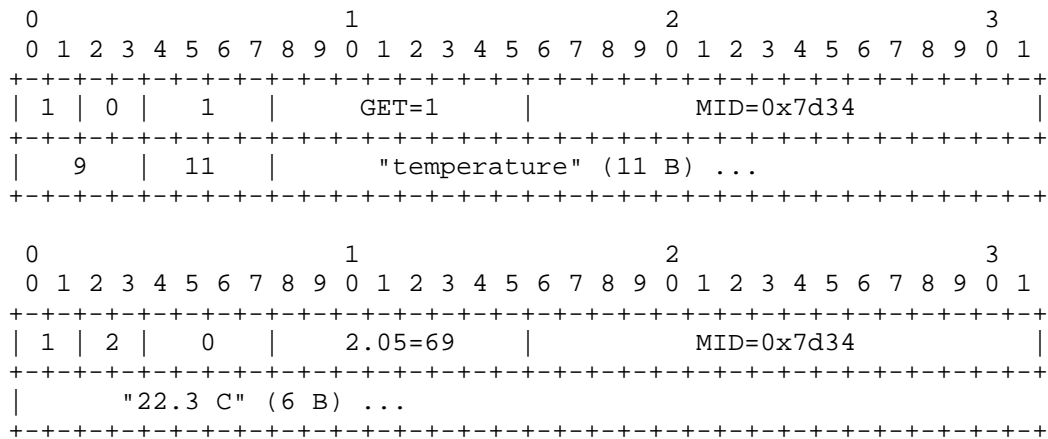 0                   1                   2                   3
 0 1 2 3 4 5 6 7 8 9 0 1 2 3 4 5 6 7 8 9 0 1 2 3 4 5 6 7 8 9 0 1
+-+-+-+-+-+-+-+-+-+-+-+-+-+-+-+-+-+-+-+-+-+-+-+-+-+-+-+-+-+-+-+-+
| 1 | 0 |   1   |     GET=1     |          MID=0x7d34           |
+-+-+-+-+-+-+-+-+-+-+-+-+-+-+-+-+-+-+-+-+-+-+-+-+-+-+-+-+-+-+-+-+
|   9   |  11   |      "temperature" (11 B) ...
+-+-+-+-+-+-+-+-+-+-+-+-+-+-+-+-+-+-+-+-+-+-+-+-+-+-+-+-+-+-+-+-+
 0                   1                   2                   3
 0 1 2 3 4 5 6 7 8 9 0 1 2 3 4 5 6 7 8 9 0 1 2 3 4 5 6 7 8 9 0 1
+-+-+-+-+-+-+-+-+-+-+-+-+-+-+-+-+-+-+-+-+-+-+-+-+-+-+-+-+-+-+-+-+
| 1 | 2 |   0   |    2.05=69    |          MID=0x7d34           |
+-+-+-+-+-+-+-+-+-+-+-+-+-+-+-+-+-+-+-+-+-+-+-+-+-+-+-+-+-+-+-+-+
|      "22.3 C" (6 B) ...
+-+-+-+-+-+-+-+-+-+-+-+-+-+-+-+-+-+-+-+-+-+-+-+-+-+-+-+-+-+-+-+-+